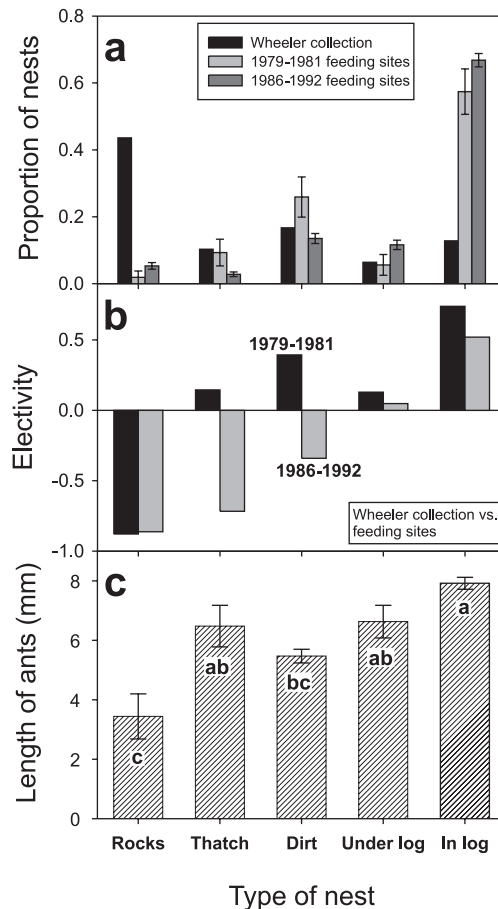 a
Wheeler collection
1979-1981 feeding sites
1986-1992 feeding sites
Proportion of nests
0.8
0.6
0.4
0.2
0.0
b
1979-1981
1986-1992
Electivity
0.5
0.0
-0.5
-1.0
Wheeler collection vs.
feeding sites
c
Length of ants (mm)
8
6
4
2
0
c
ab
bc
ab
a
Rocks Thatch Dirt Under log In log
Type of nest